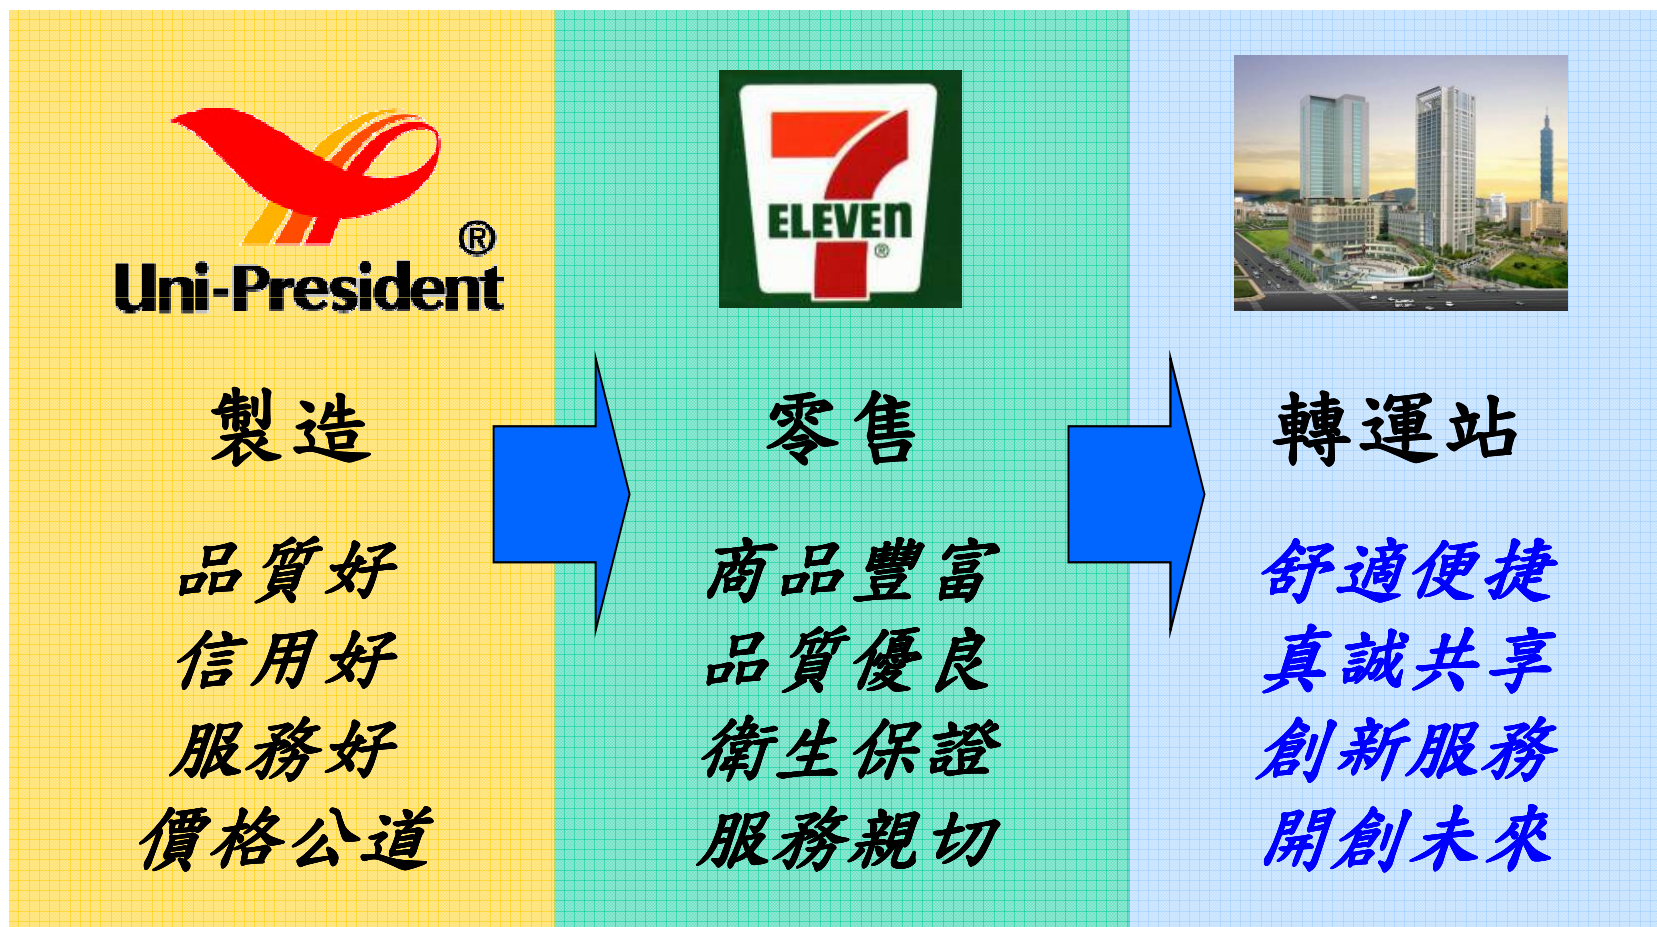 Uni-President®
製造
品質好
信用好
服務好
價格公道
7
ELEVEN
®
零售
商品豐富
品質優良
衛生保證
服務親切
轉運站
舒適便捷
真誠共享
創新服務
開創未來